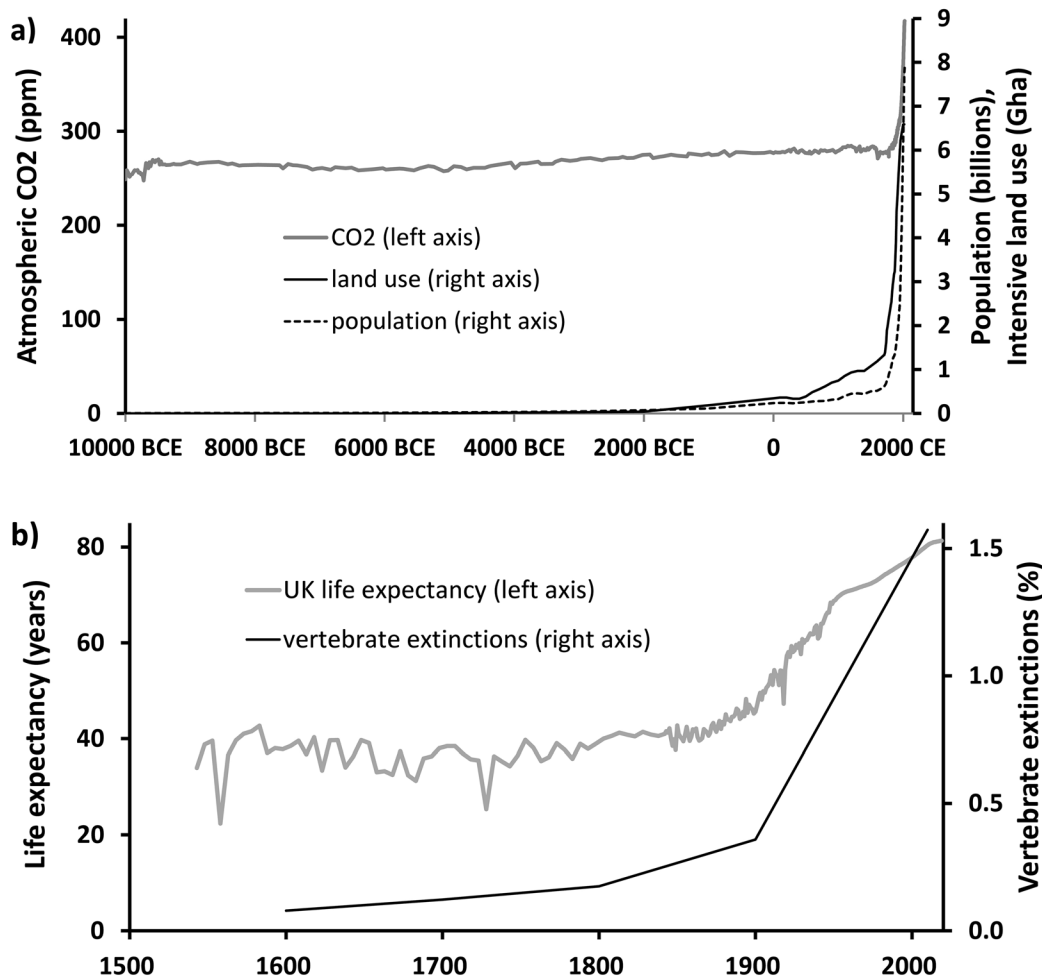 a)
Atmospheric CO2 (ppm)
400
300
200
100
0
CO2 (left axis)
land use (right axis)
population (right axis)
9
8
7
6
5
4
3
2
1
0
Population (billions),
Intensive land use (Gha)
10000 BCE 8000 BCE 6000 BCE 4000 BCE 2000 BCE 0 2000 CE
b)
Life expectancy (years)
80
60
40
20
0
UK life expectancy (left axis)
vertebrate extinctions (right axis)
1.5
1.0
0.5
0.0
Vertebrate extinctions (%)
1500 1600 1700 1800 1900 2000